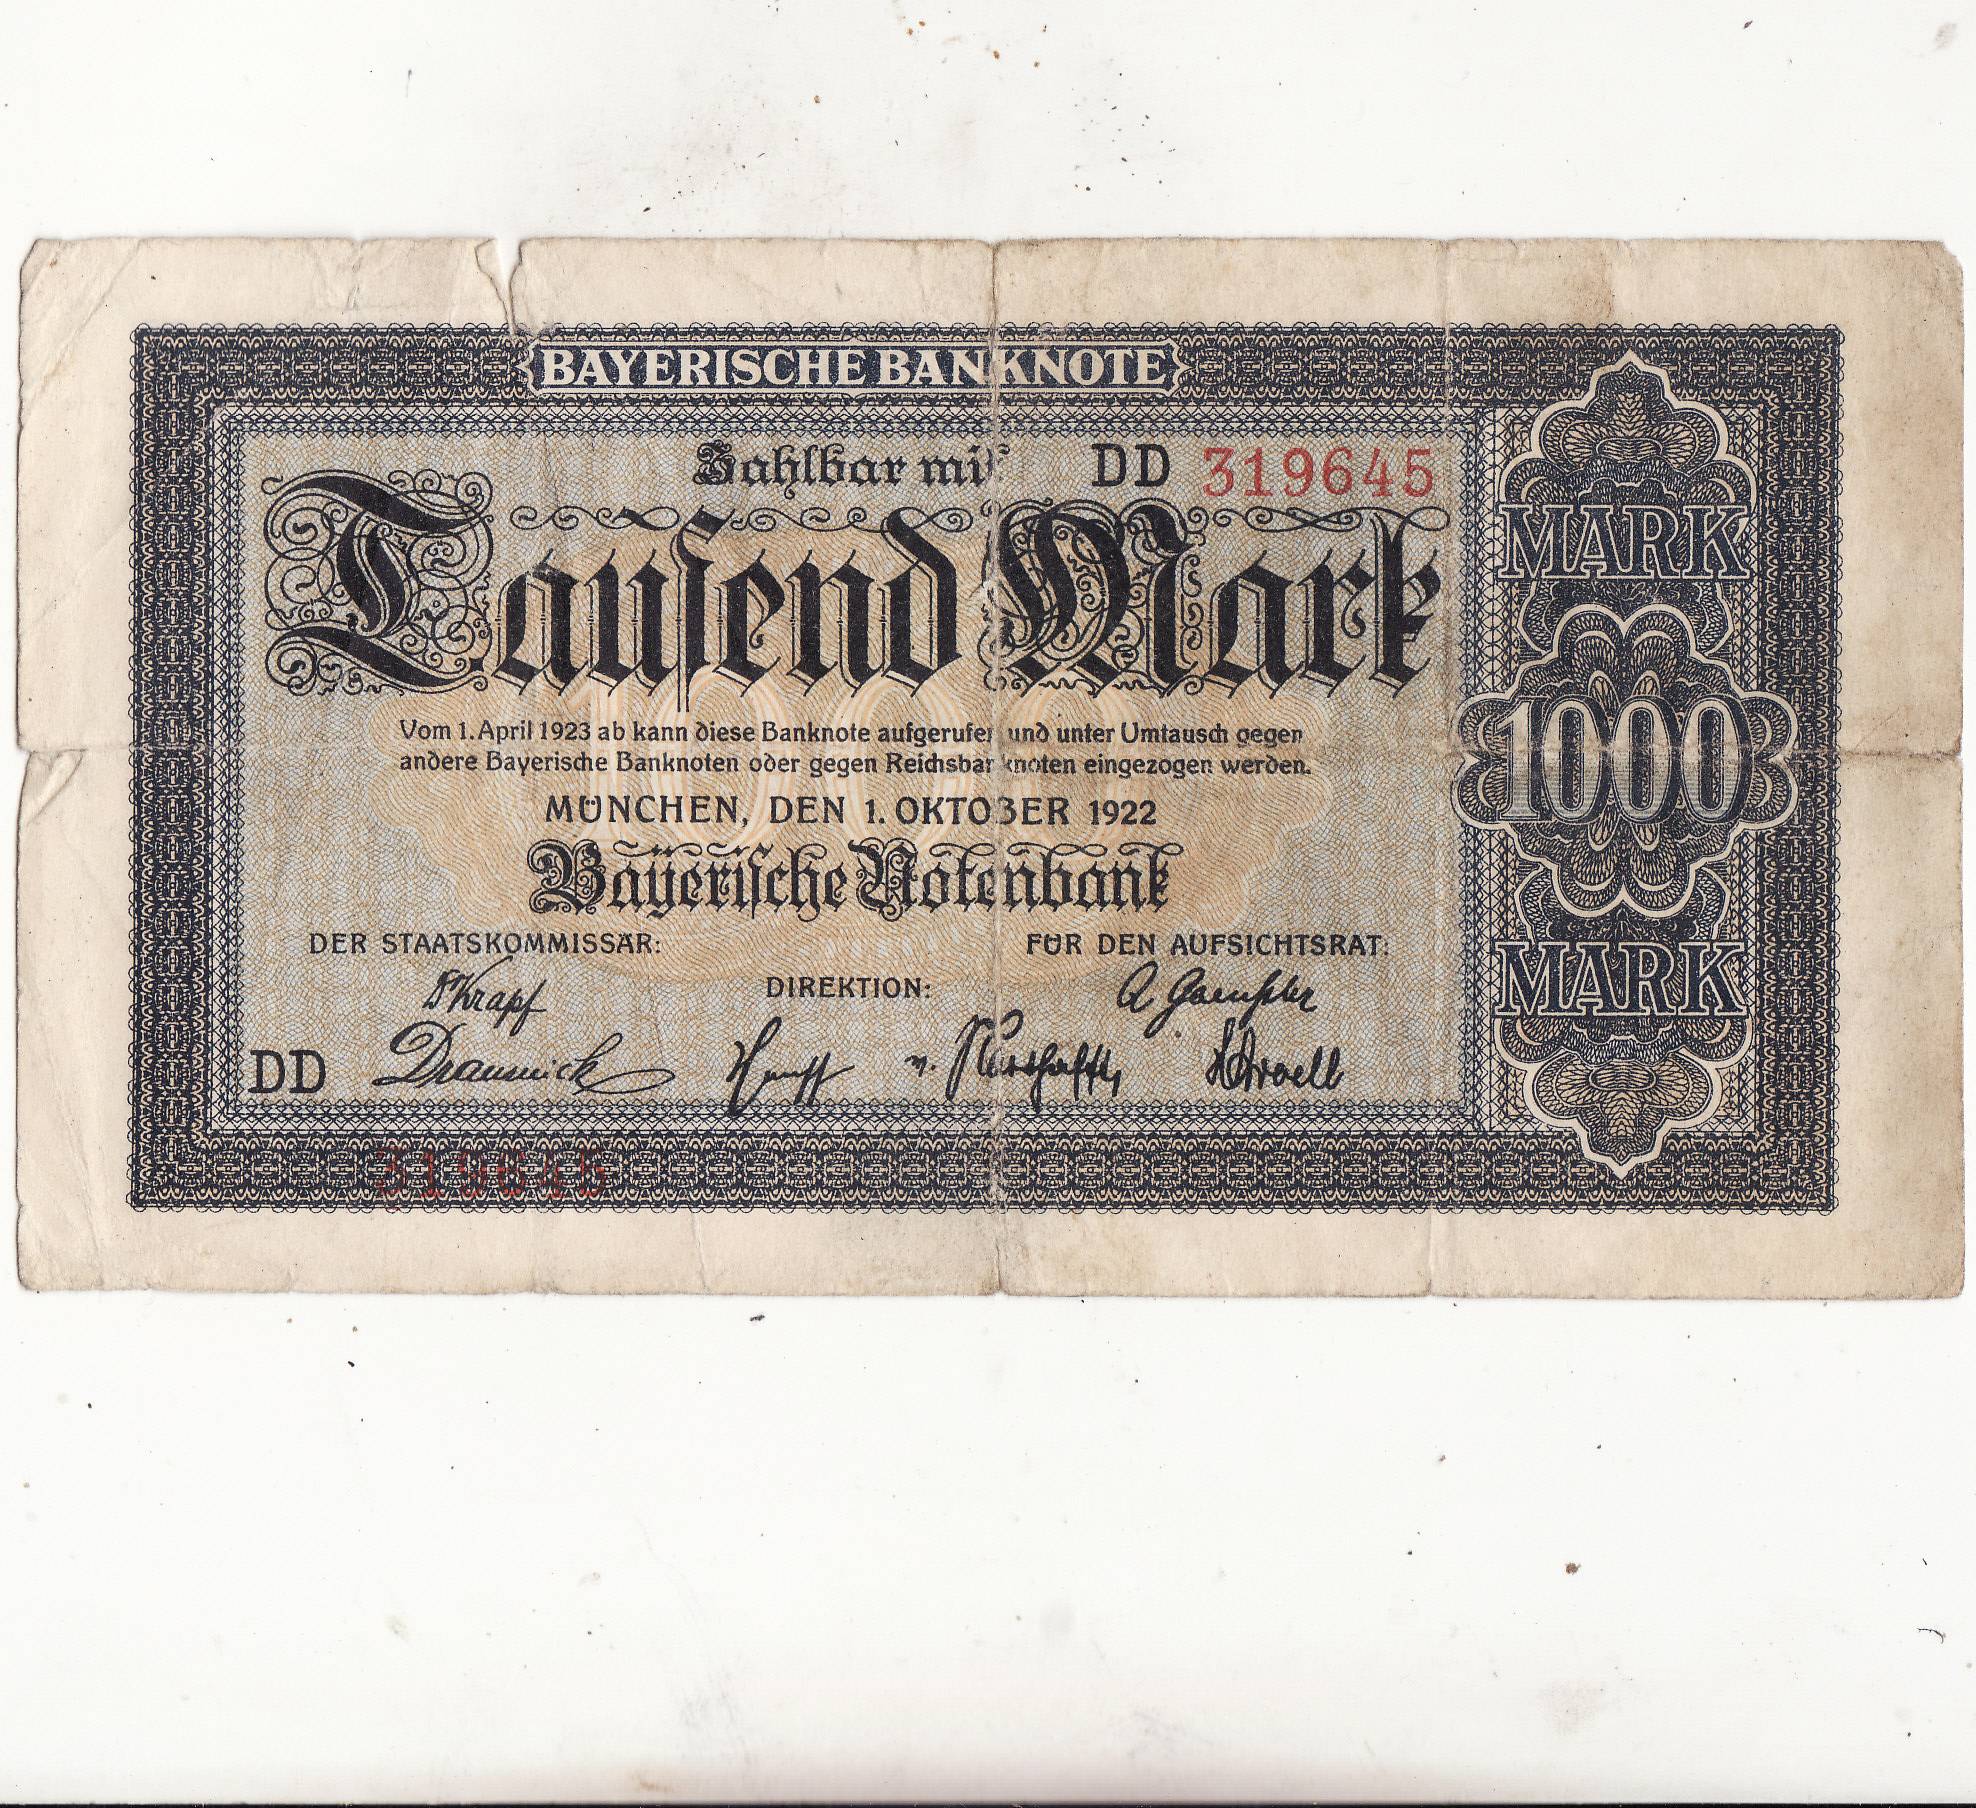 BAYERISCHE BANKNOTE
Zahlbar mit DD 319645
Tausend Mark
MARK
1000
MARK
Vom 1. April 1923 ab kann diese Banknote aufgerufen und unter Umtausch gegen
andere Bayerische Banknoten oder gegen Reichsbanknoten eingezogen werden.
MÜNCHEN, DEN 1. OKTOBER 1922
Bayerische Notenbank
DER STAATSKOMMISSÄR:
FÜR DEN AUFSICHTSRAT:
DIREKTION:
Dr Krapf
DD
319645